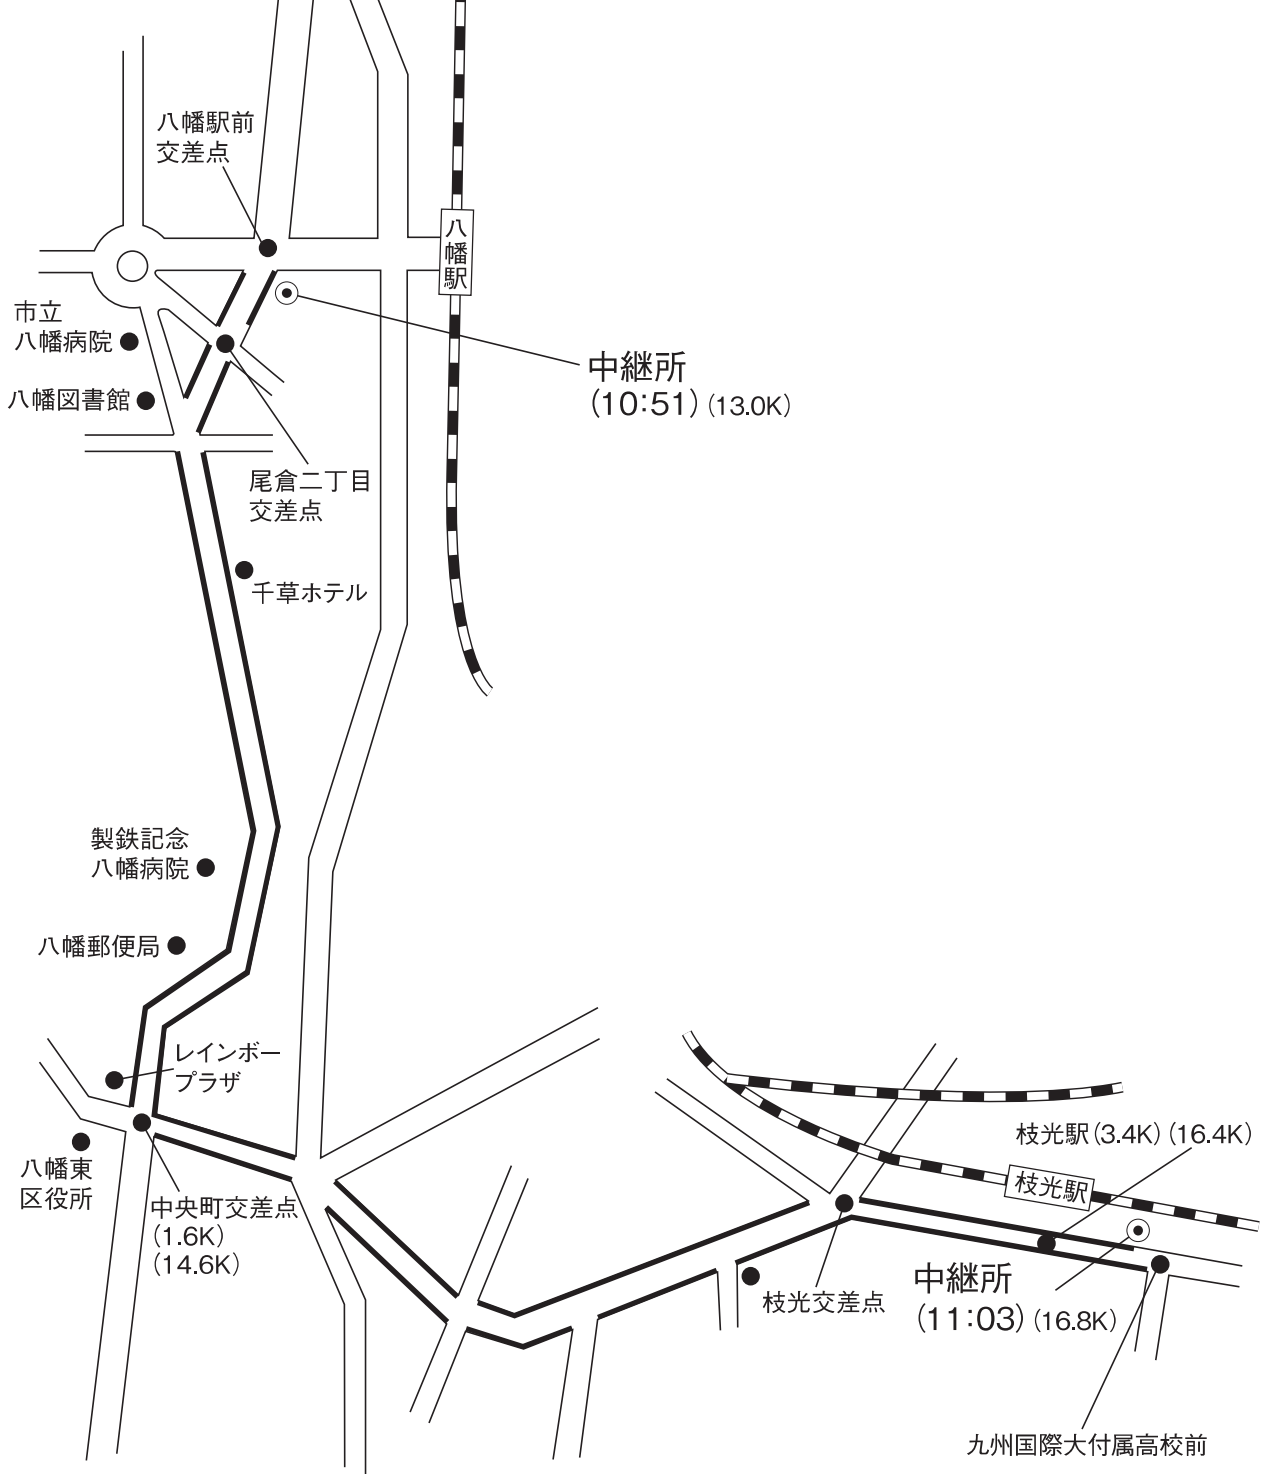 八幡駅前
交差点
八幡駅
市立
八幡病院
中継所
(10:51) (13.0K)
八幡図書館
尾倉二丁目
交差点
千草ホテル
製鉄記念
八幡病院
八幡郵便局
レインボー
プラザ
八幡東
区役所
中央町交差点
(1.6K)
(14.6K)
枝光駅(3.4K) (16.4K)
枝光駅
中継所
(11:03) (16.8K)
枝光交差点
九州国際大付属高校前